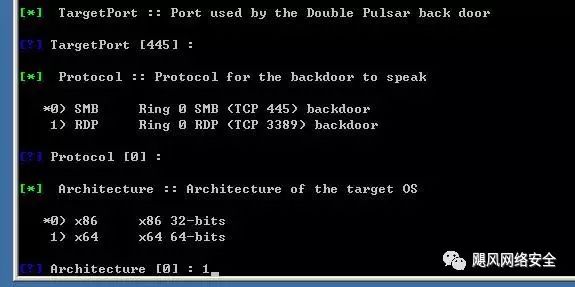 [*] TargetPort :: Port used by the Double Pulsar back door
[?] TargetPort [445] :
[*] Protocol :: Protocol for the backdoor to speak
*0) SMB Ring 0 SMB (TCP 445) backdoor
1) RDP Ring 0 RDP (TCP 3389) backdoor
[?] Protocol [0] :
[*] Architecture :: Architecture of the target OS
*0) x86 x86 32-bits
1) x64 x64 64-bits
[?] Architecture [0] : 1_
飓风网络安全